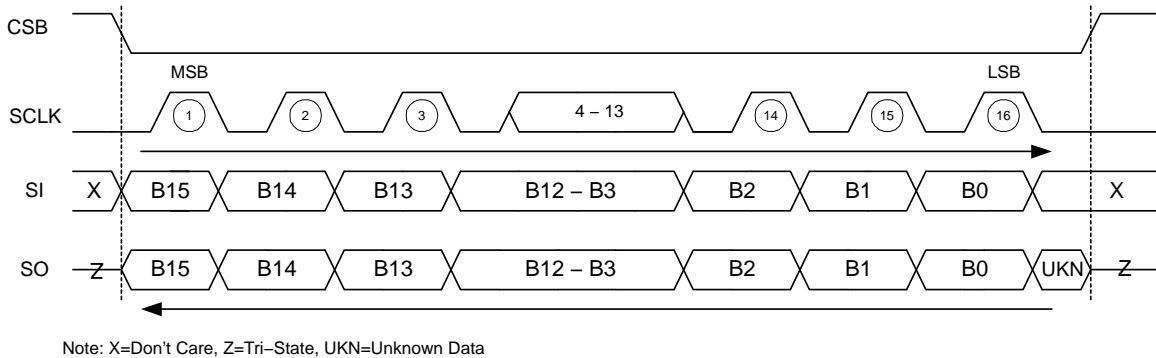 CSB
MSB LSB
SCLK 1 2 3 4 – 13 14 15 16
SI X B15 B14 B13 B12 – B3 B2 B1 B0 X
SO Z B15 B14 B13 B12 – B3 B2 B1 B0 UKN Z
Note: X=Don't Care, Z=Tri–State, UKN=Unknown Data